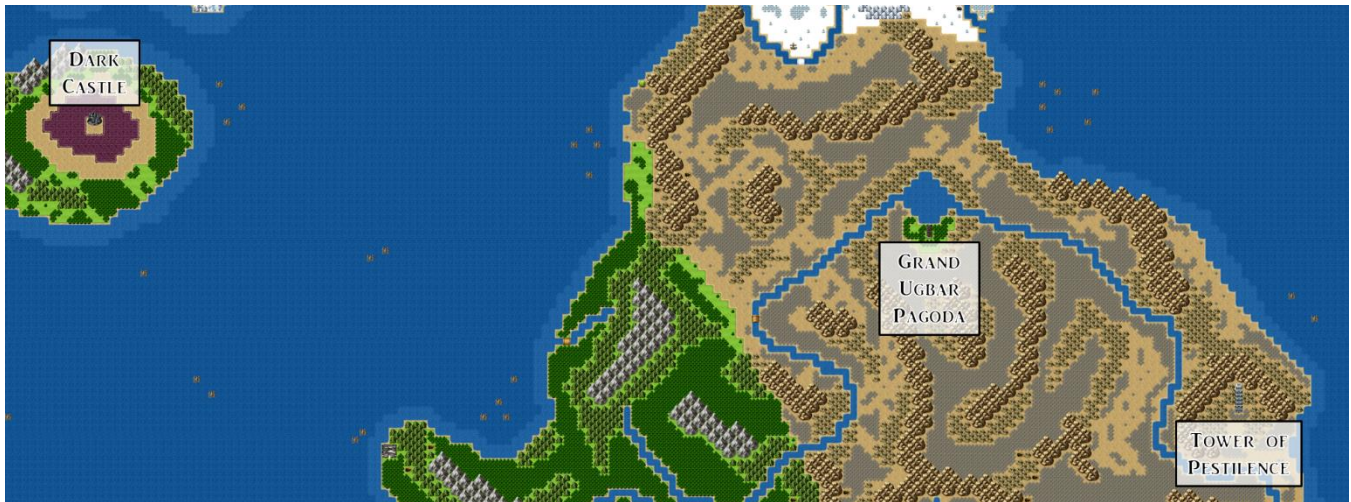 DARK
CASTLE
GRAND
UGBAR
PAGODA
TOWER OF
PESTILENCE